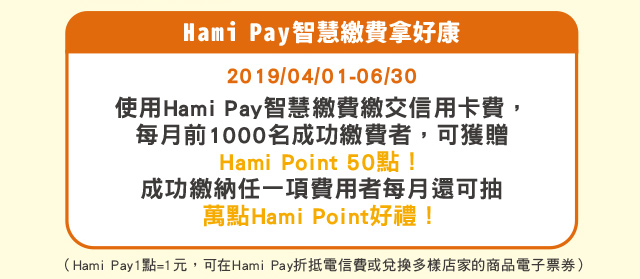 Hami Pay智慧繳費拿好康
2019/04/01-06/30
使用Hami Pay智慧繳費繳交信用卡費，
每月前1000名成功繳費者，可獲贈
Hami Point 50點！
成功繳納任一項費用者每月還可抽
萬點Hami Point好禮！
（Hami Pay1點=1元，可在Hami Pay折抵電信費或兌換多樣店家的商品電子票券）